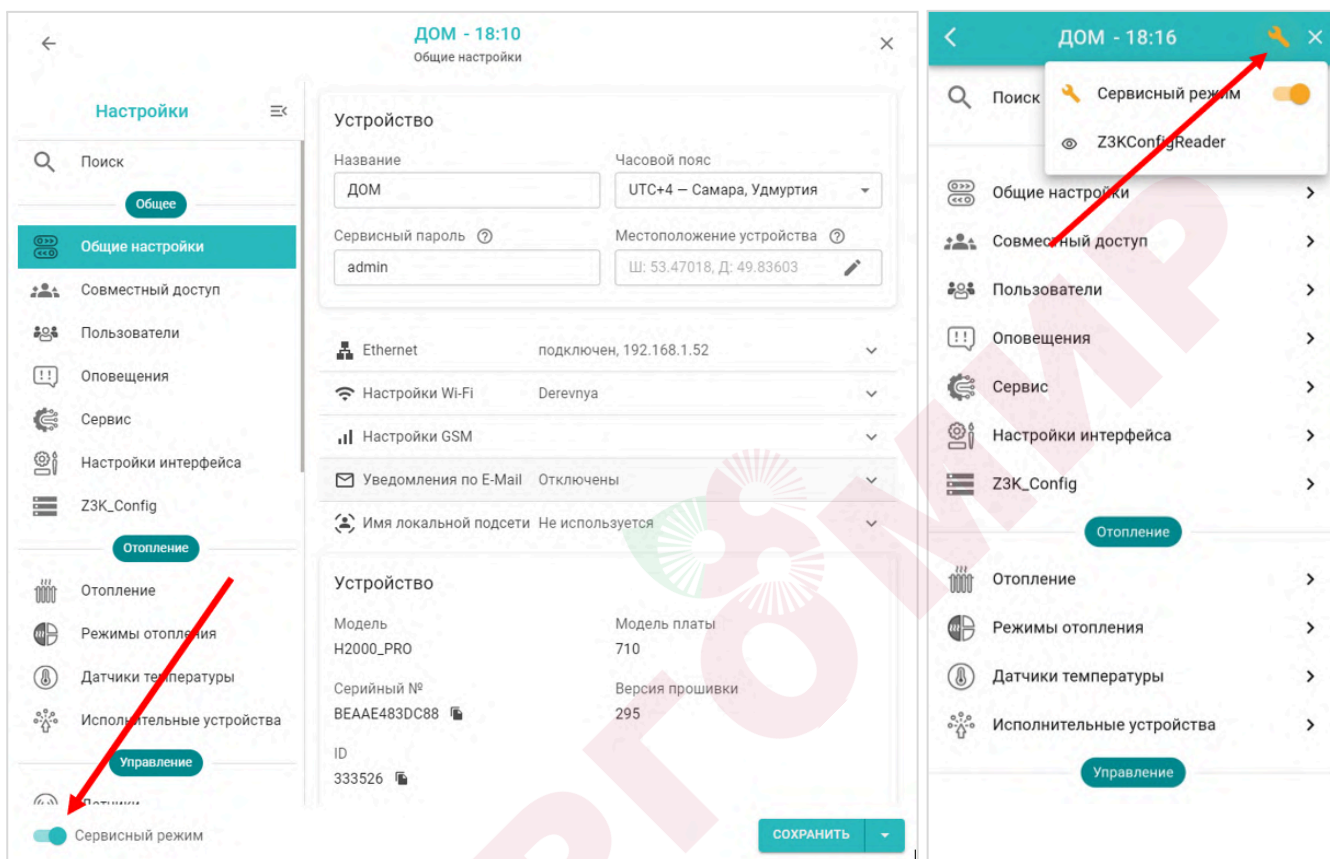 ДОМ - 18:10
Общие настройки
Настройки
Поиск
Общее
Общие настройки
Совместный доступ
Пользователи
Оповещения
Сервис
Настройки интерфейса
Z3K_Config
Отопление
Отопление
Режимы отопления
Датчики температуры
Исполнительные устройства
Управление
Датчики
Сервисный режим
Устройство
Название
Часовой пояс
ДОМ
UTC+4 — Самара, Удмуртия
Сервисный пароль
Местоположение устройства
admin
Ш: 53.47018, Д: 49.83603
Ethernet подключен, 192.168.1.52
Настройки Wi-Fi Derevnya
Настройки GSM
Уведомления по E-Mail Отключены
Имя локальной подсети Не используется
Устройство
Модель
Модель платы
H2000_PRO
710
Серийный №
Версия прошивки
BEAAE483DC88
295
ID
333526
СОХРАНИТЬ
ДОМ - 18:16
Поиск
Сервисный режим
Z3KConfigReader
Общие настройки
Совместный доступ
Пользователи
Оповещения
Сервис
Настройки интерфейса
Z3K_Config
Отопление
Отопление
Режимы отопления
Датчики температуры
Исполнительные устройства
Управление